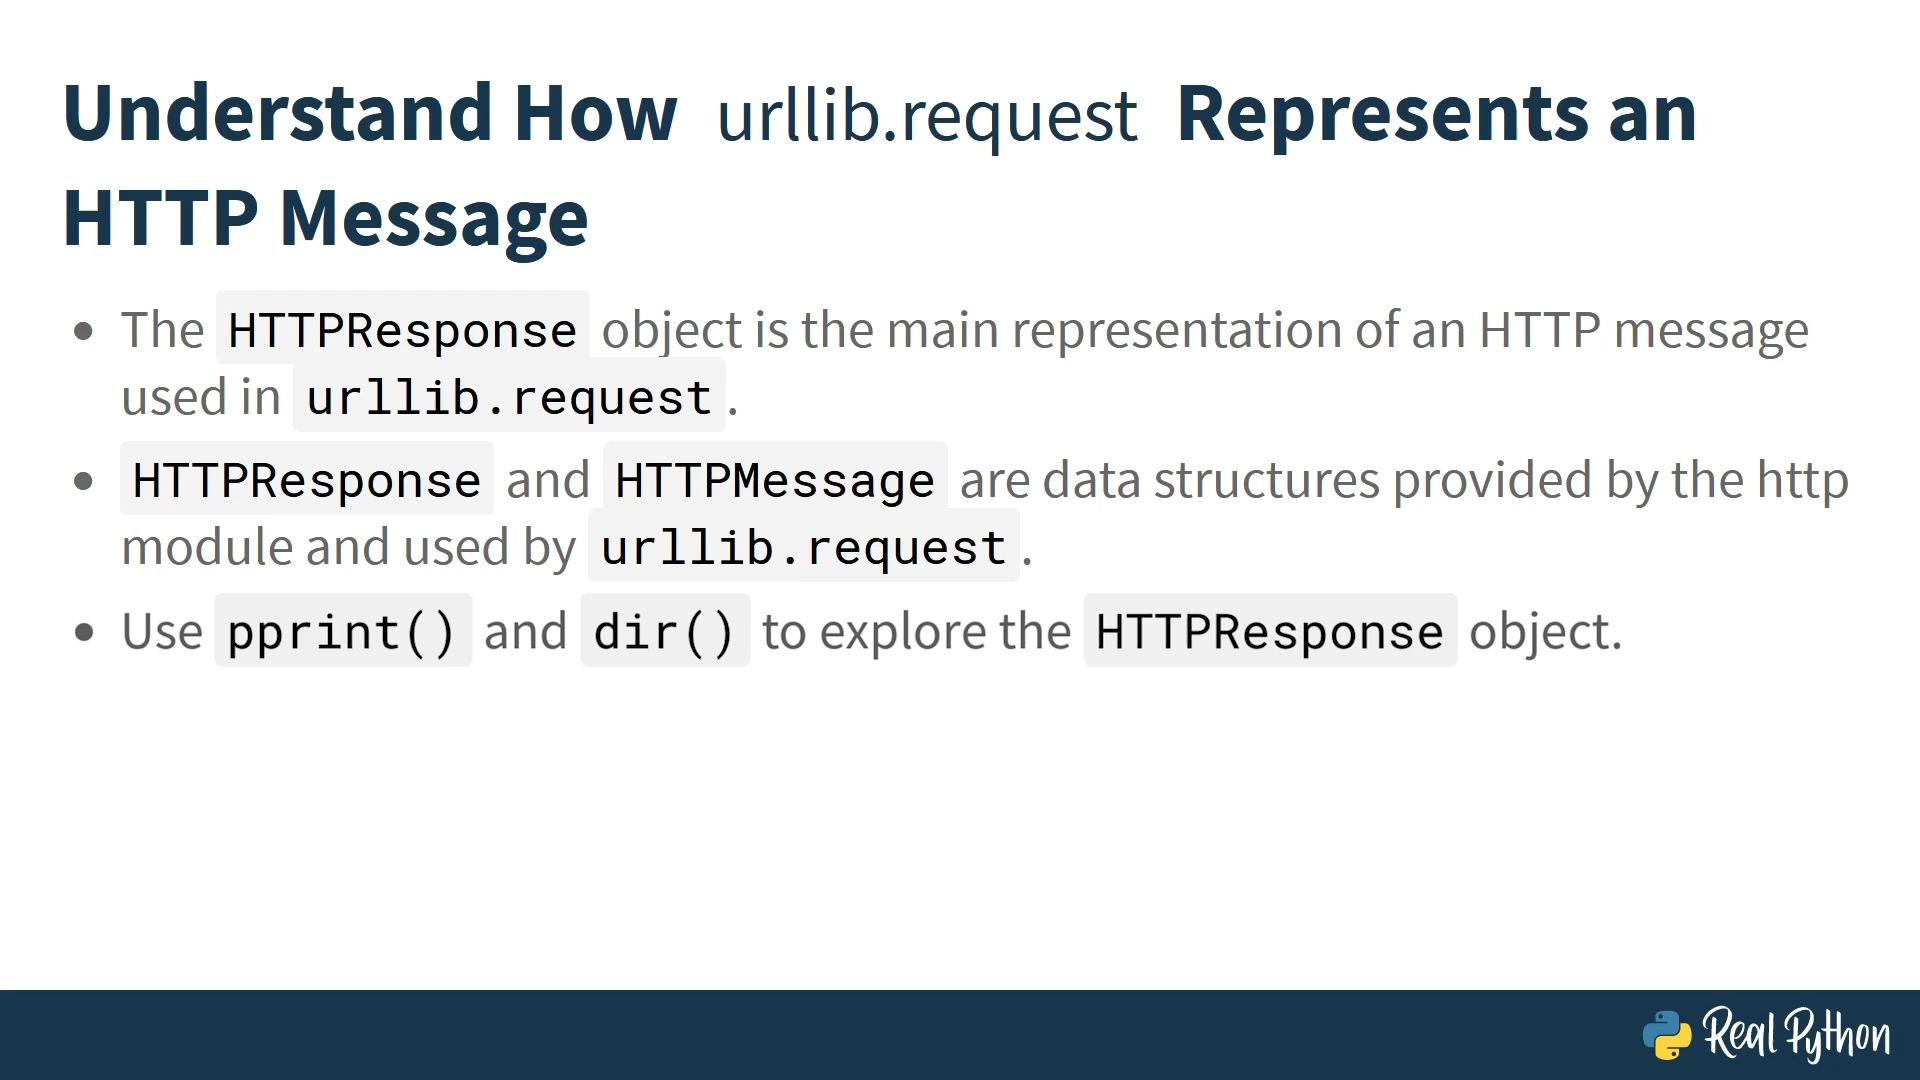 Understand How urllib.request Represents an
HTTP Message
• The HTTPResponse object is the main representation of an HTTP message
used in urllib.request.
• HTTPResponse and HTTPMessage are data structures provided by the http
module and used by urllib.request.
• Use pprint() and dir() to explore the HTTPResponse object.
Real Python